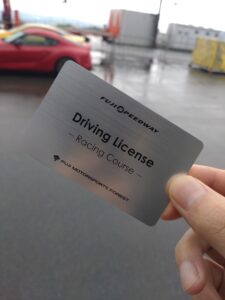 FUJI SPEEDWAY
Driving License
– Racing Course –
FUJI MOTORSPORTS FOREST